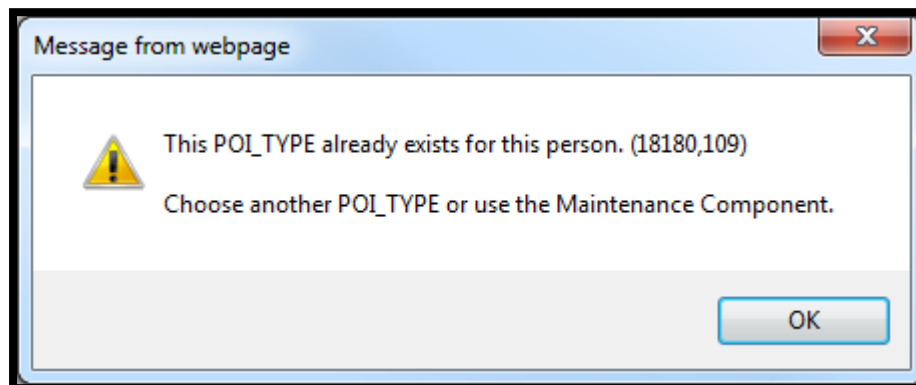 Message from webpage
This POI_TYPE already exists for this person. (18180,109)
Choose another POI_TYPE or use the Maintenance Component.
OK